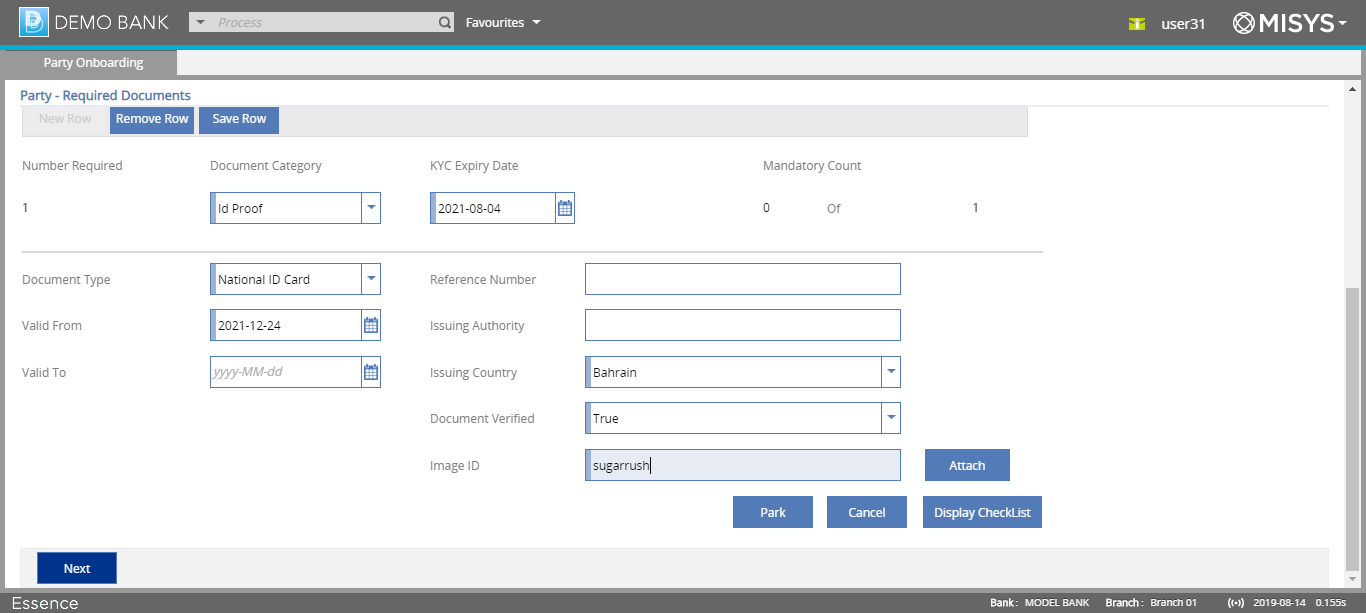 DEMO BANK Process Favourites user31 MISYS
Party Onboarding
Party - Required Documents
New Row Remove Row Save Row
Number Required Document Category KYC Expiry Date Mandatory Count
1 Id Proof 2021-08-04 0 Of 1
Document Type National ID Card Reference Number
Valid From 2021-12-24 Issuing Authority
Valid To yyyy-MM-dd Issuing Country Bahrain
Document Verified True
Image ID sugarrush Attach
Park Cancel Display CheckList
Next
Essence Bank : MODEL BANK Branch : Branch 01 2019-08-14 0.155s